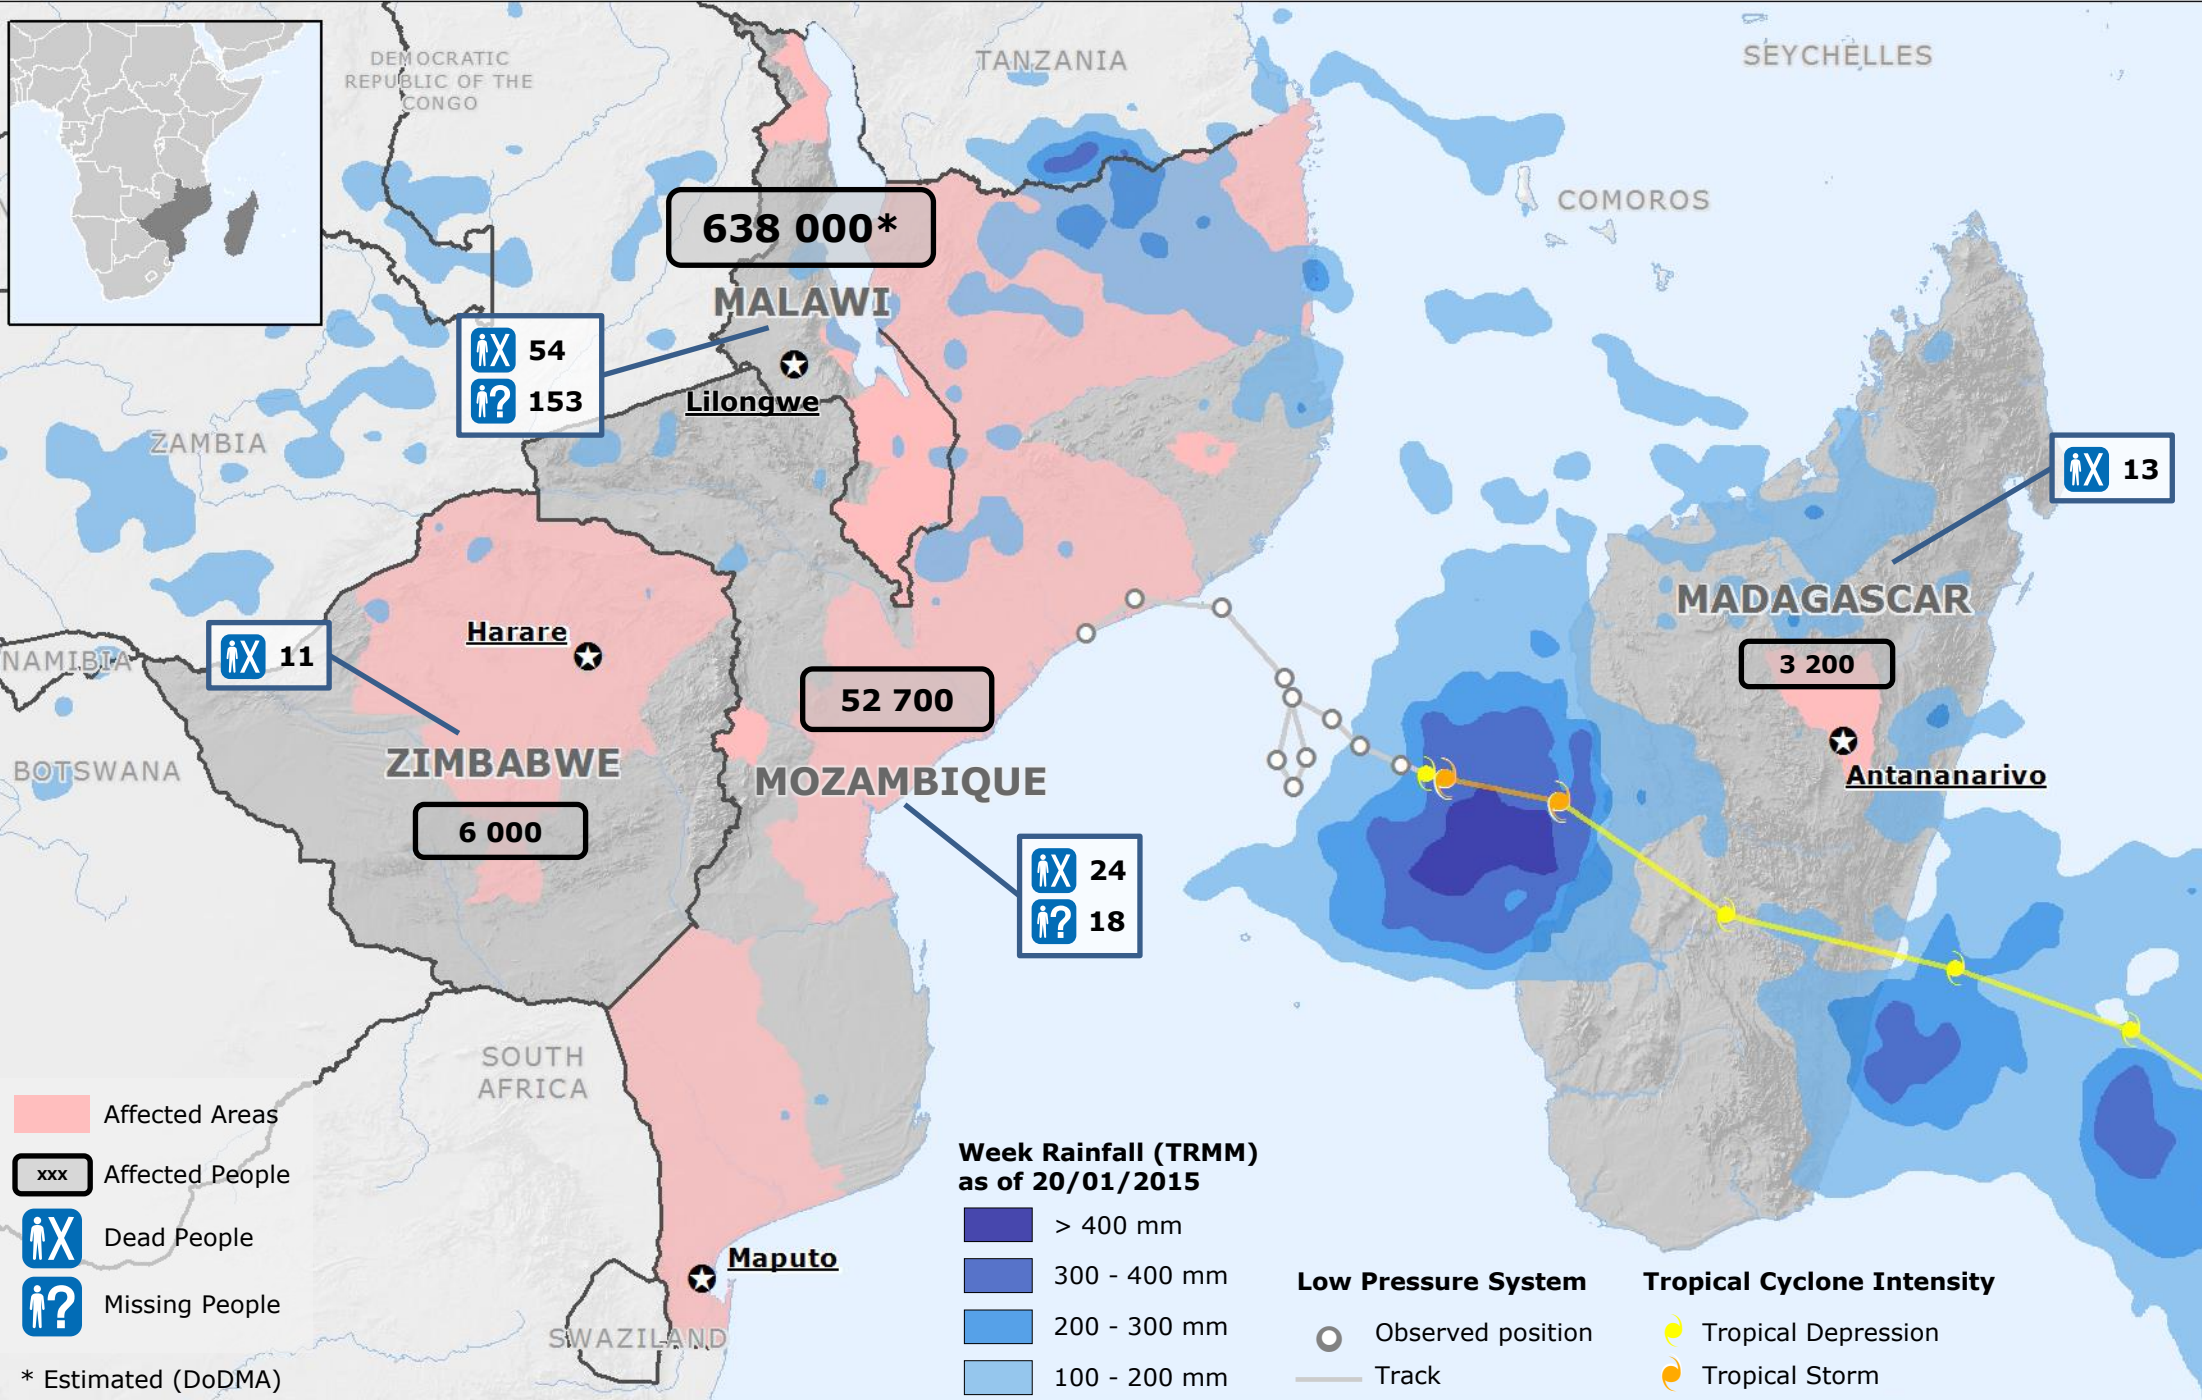 DEMOCRATIC
REPUBLIC OF THE
CONGO
TANZANIA
SEYCHELLES
COMOROS
638 000*
MALAWI
54
153
Lilongwe
ZAMBIA
13
MADAGASCAR
3 200
Antananarivo
Harare
11
NAMIBIA
52 700
ZIMBABWE
MOZAMBIQUE
BOTSWANA
6 000
24
18
SOUTH
AFRICA
Maputo
SWAZILAND
Affected Areas
xxx Affected People
Dead People
Missing People
* Estimated (DoDMA)
Week Rainfall (TRMM)
as of 20/01/2015
> 400 mm
300 - 400 mm
200 - 300 mm
100 - 200 mm
Low Pressure System
Observed position
Track
Tropical Cyclone Intensity
Tropical Depression
Tropical Storm